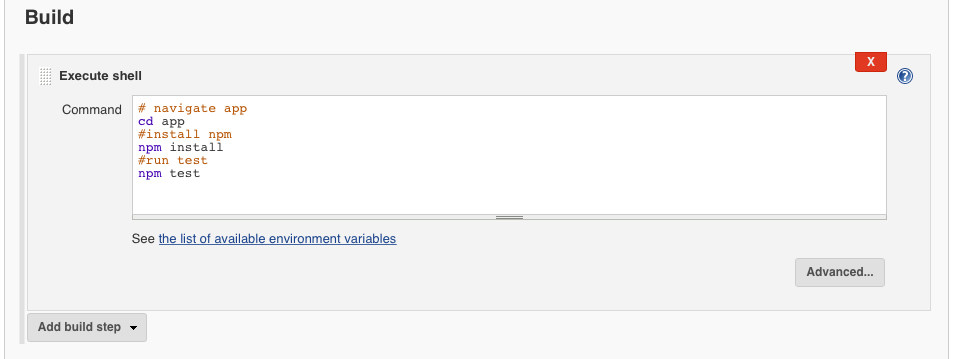 Build
X
Execute shell
?
Command
# navigate app
cd app
#install npm
npm install
#run test
npm test
See the list of available environment variables
Advanced...
Add build step